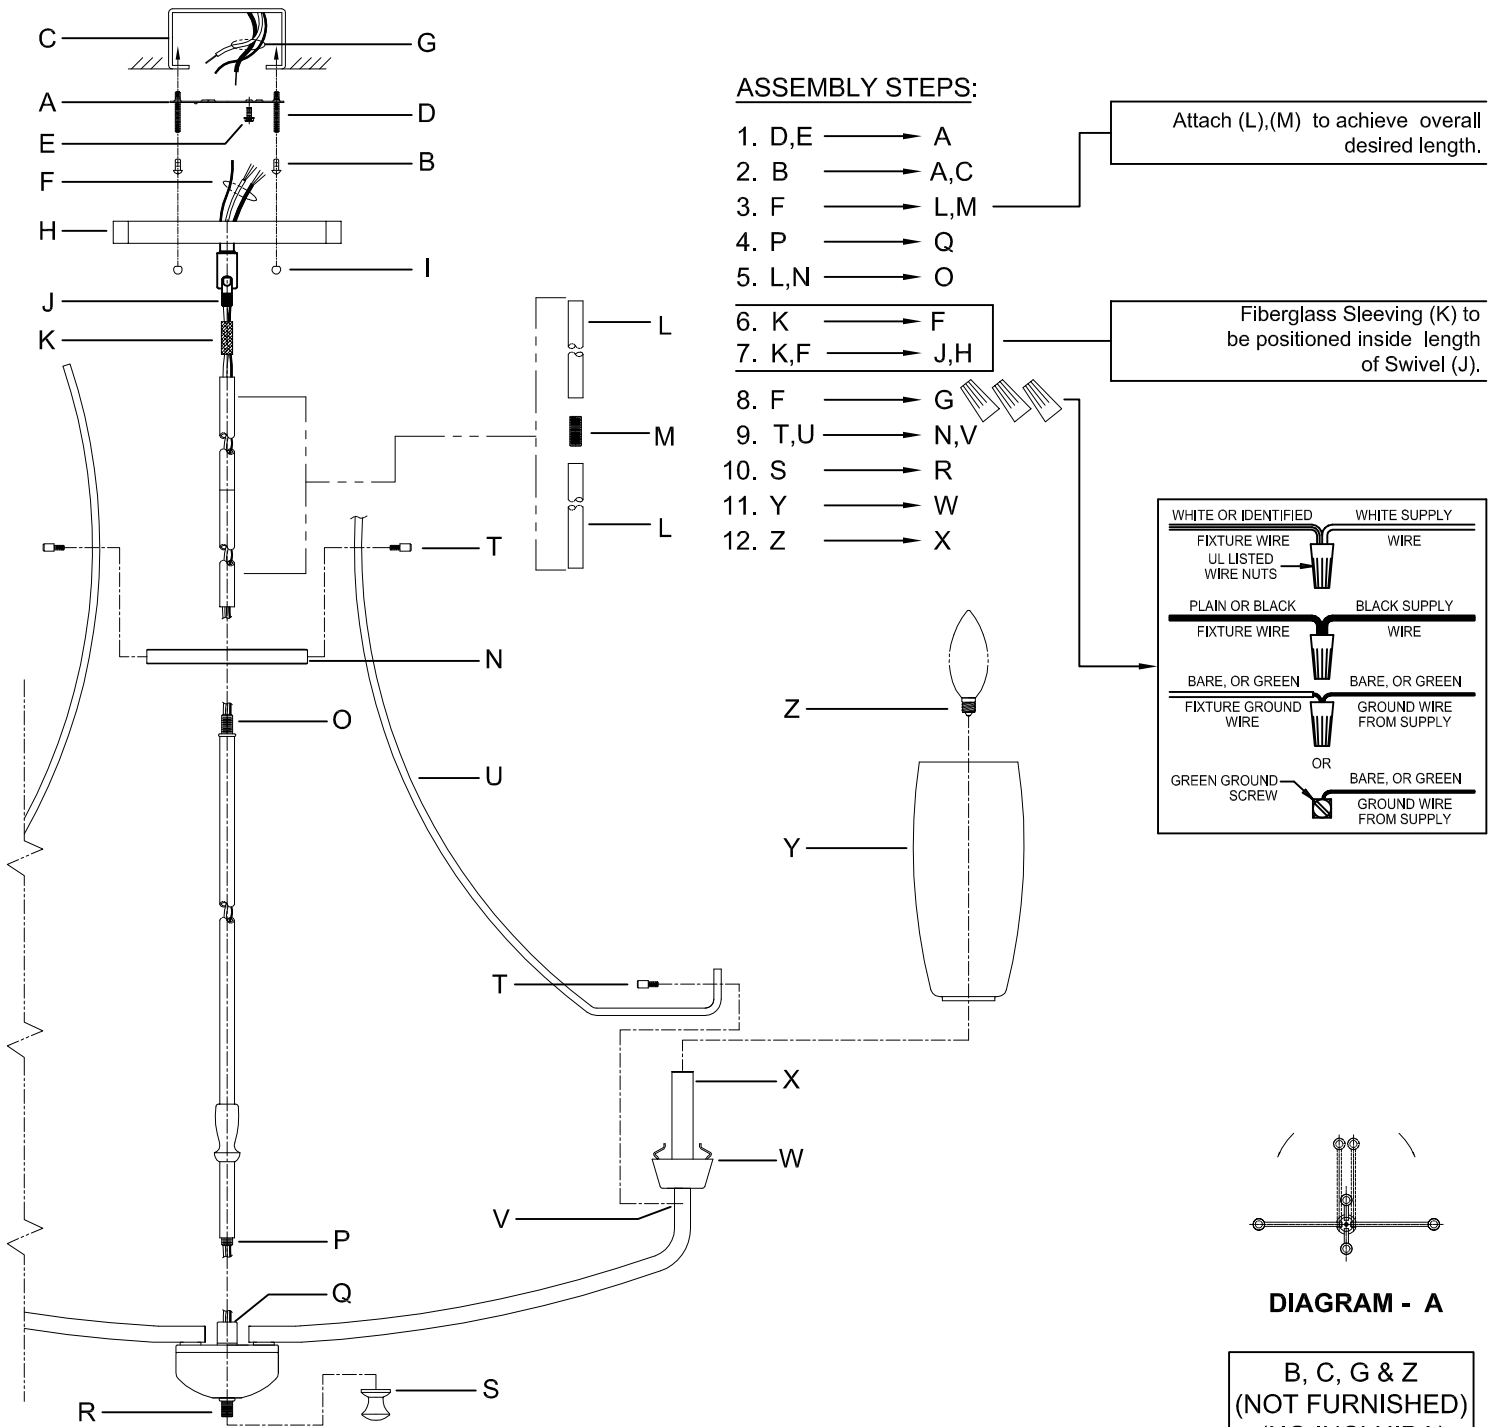 C
G
A
D
E
B
F
H
I
J
K
L
M
L
T
N
O
U
Z
Y
T
X
W
V
P
Q
S
R
ASSEMBLY STEPS:
1. D,E A
2. B A,C
3. F L,M
4. P Q
5. L,N O
6. K F
7. K,F J,H
8. F G
9. T,U N,V
10. S R
11. Y W
12. Z X
Attach (L),(M) to achieve overall
desired length.
Fiberglass Sleeving (K) to
be positioned inside length
of Swivel (J).
WHITE OR IDENTIFIED WHITE SUPPLY
FIXTURE WIRE WIRE
UL LISTED
WIRE NUTS
PLAIN OR BLACK BLACK SUPPLY
FIXTURE WIRE WIRE
BARE, OR GREEN BARE, OR GREEN
FIXTURE GROUND GROUND WIRE
WIRE FROM SUPPLY
OR
GREEN GROUND BARE, OR GREEN
SCREW GROUND WIRE
FROM SUPPLY
DIAGRAM - A
B, C, G & Z
(NOT FURNISHED)